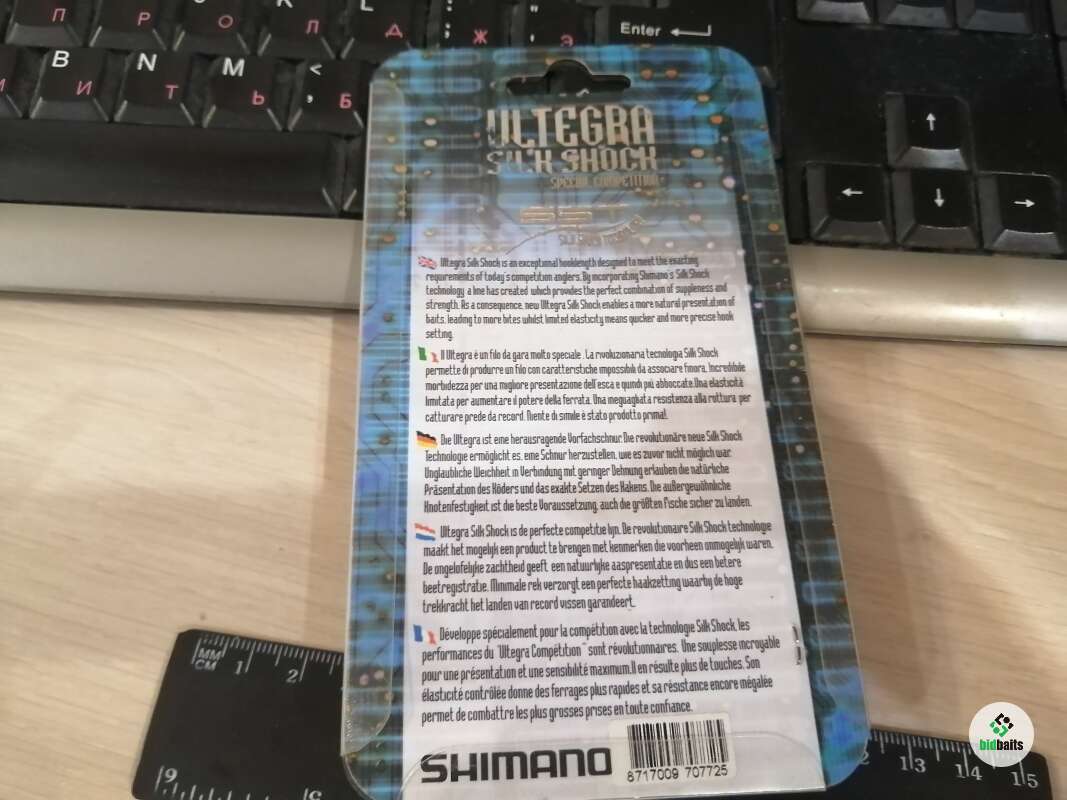 П Р О Л Д : ; Ж " ' Э Enter
B И N Т M Ь < , Б
ULTEGRA
SILK SHOCK
SPECIAL COMPETITION
SST
Ultegra Silk Shock is an exceptional hooklength designed to meet the exacting
requirements of today's competition anglers. By incorporating Shimano's Silk Shock
technology, a line has created which provides the perfect combination of suppleness and
strength. As a consequence, new Ultegra Silk Shock enables a more natural presentation of
baits, leading to more bites whilst limited elasticity means quicker and more precise hook
setting.
Il Ultegra è un filo da gara molto speciale. La rivoluzionaria tecnologia Silk Shock
permette di produrre un filo con caratteristiche impossibili da associare finora. Incredibile
morbidezza per una migliore presentazione dell'esca e quindi più abboccate.Una elasticità
limitata per aumentare il potere della ferrata. Una ineguagliata resistenza alla rottura per
catturare prede da record. Niente di simile è stato prodotto prima!.
Die Ultegra ist eine herausragende Vorfachschnur.Die revolutionäre neue Silk Shock
Technologie ermöglicht es, eine Schnur herzustellen, wie es zuvor nicht möglich war.
Unglaubliche Weichheit in Verbindung mit geringer Dehnung erlauben die natürliche
Präsentation des Köders und das exakte Setzen des Hakens. Die außergewöhnliche
Knotenfestigkeit ist die beste Voraussetzung, auch die größten Fische sicher zu landen.
Ultegra Silk Shock is de perfecte competitie lijn. De revolutionaire Silk Shock technologie
maakt het mogelijk een product te brengen met kenmerken die voorheen onmogelijk waren.
De ongelofelijke zachtheid geeft een natuurlijke aaspresentatie en dus een betere
beetregistratie. Minimale rek verzorgt een perfecte haakzetting waarbij de hoge
trekkracht het landen van record vissen garandeert.
Développe spécialement pour la compétition avec la technologie Silk Shock, les
performances du "Ultegra Compétition" sont révolutionnaires. Une souplesse incroyable
pour une présentation et une sensibilité maximum.Il en résulte plus de touches. Son
élasticité contrôlée donne des ferrages plus rapides et sa résistance encore mégalée
permet de combattre les plus grosses prises en toute confiance.
SHIMANO
8717009 707725
MM
CM 1 2
12 13 14 15
bidbaits